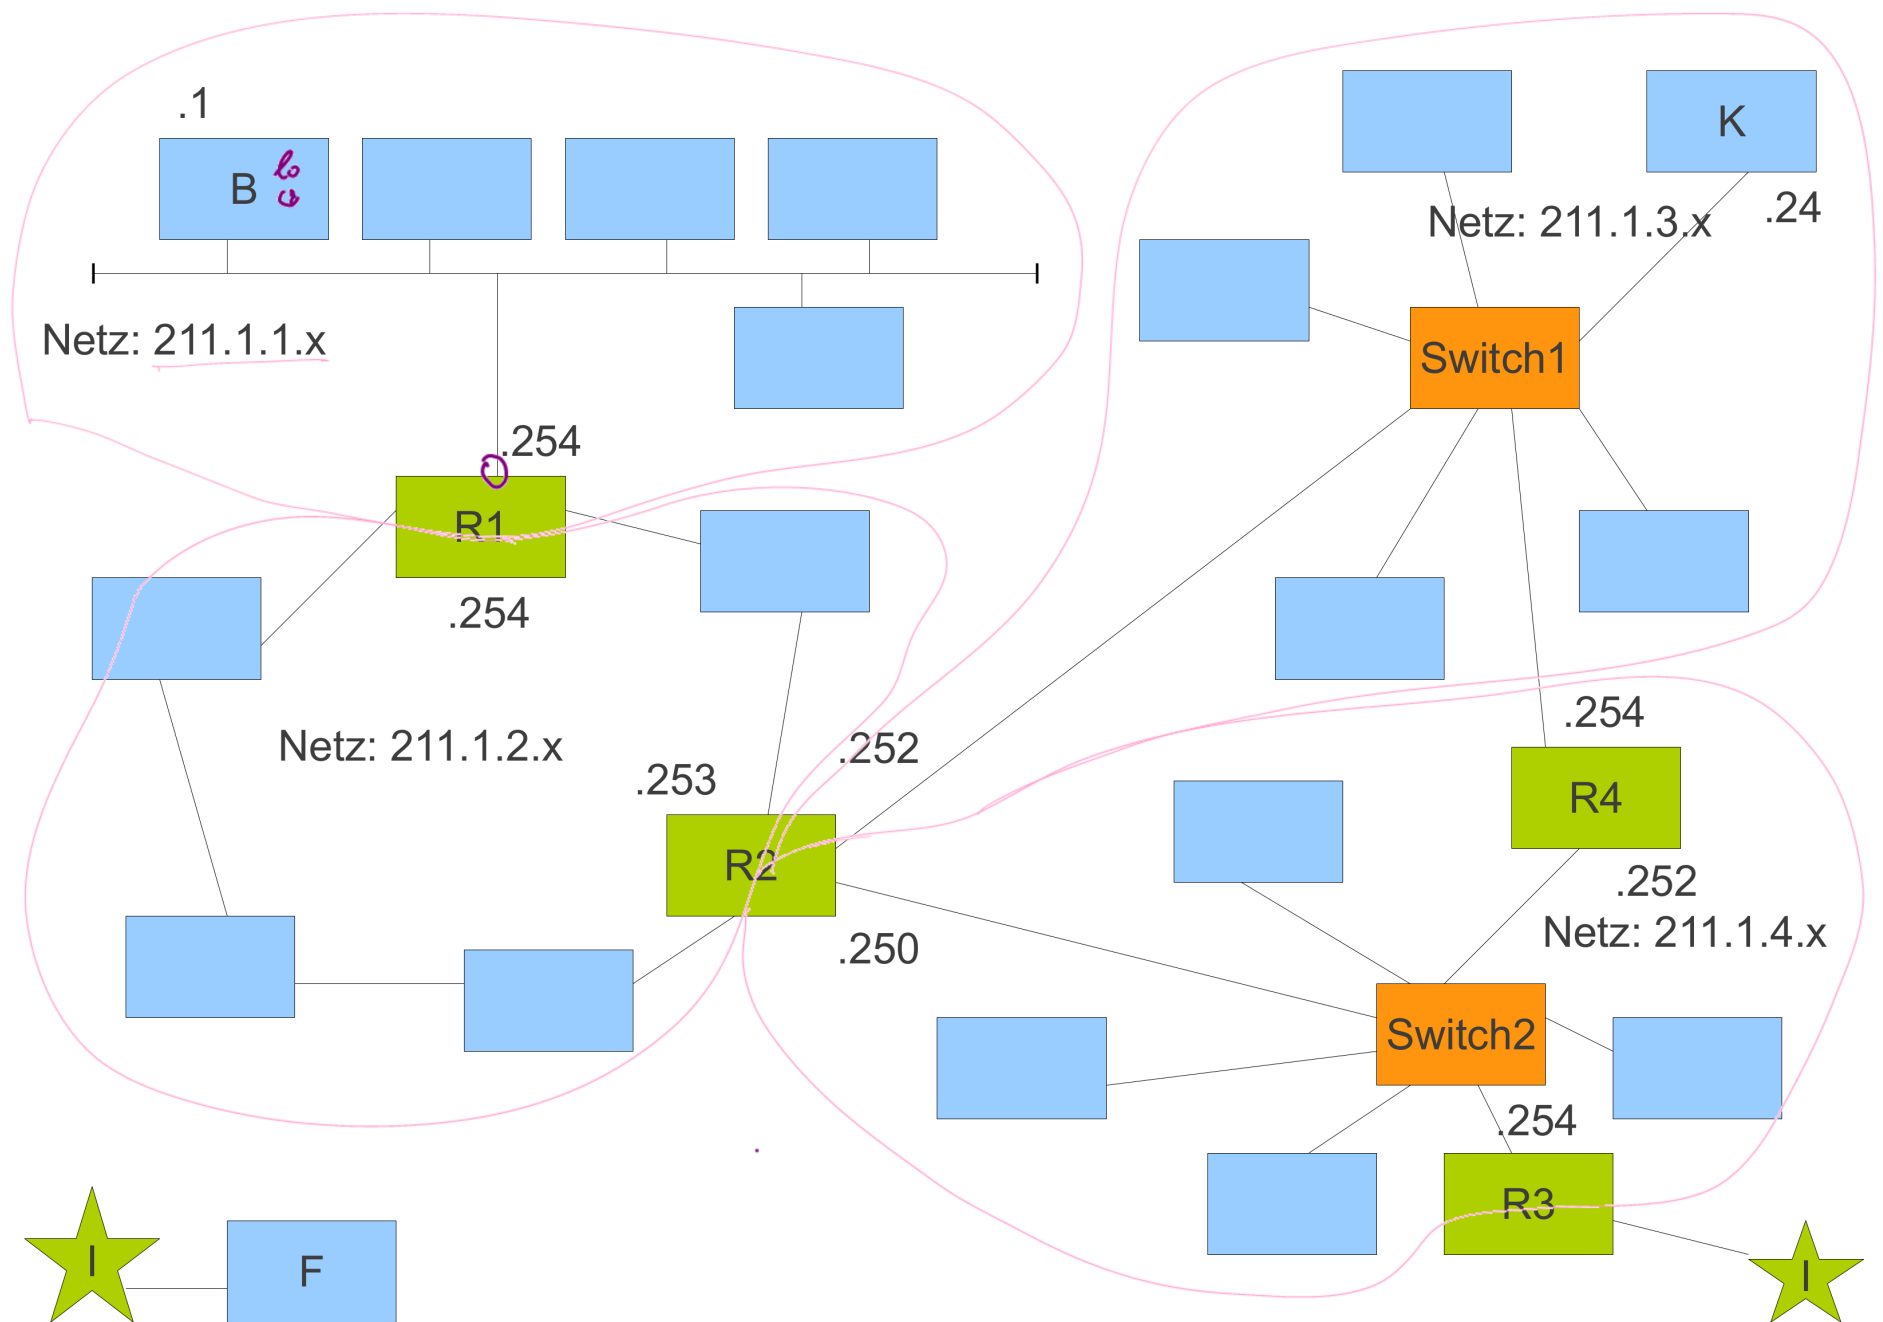 .1
B lo
K
.24
Netz: 211.1.3.x
Netz: 211.1.1.x
Switch1
.254
R1
.254
Netz: 211.1.2.x
.254
.252
.253
R4
R2
.252
Netz: 211.1.4.x
.250
Switch2
.254
R3
I
F
I